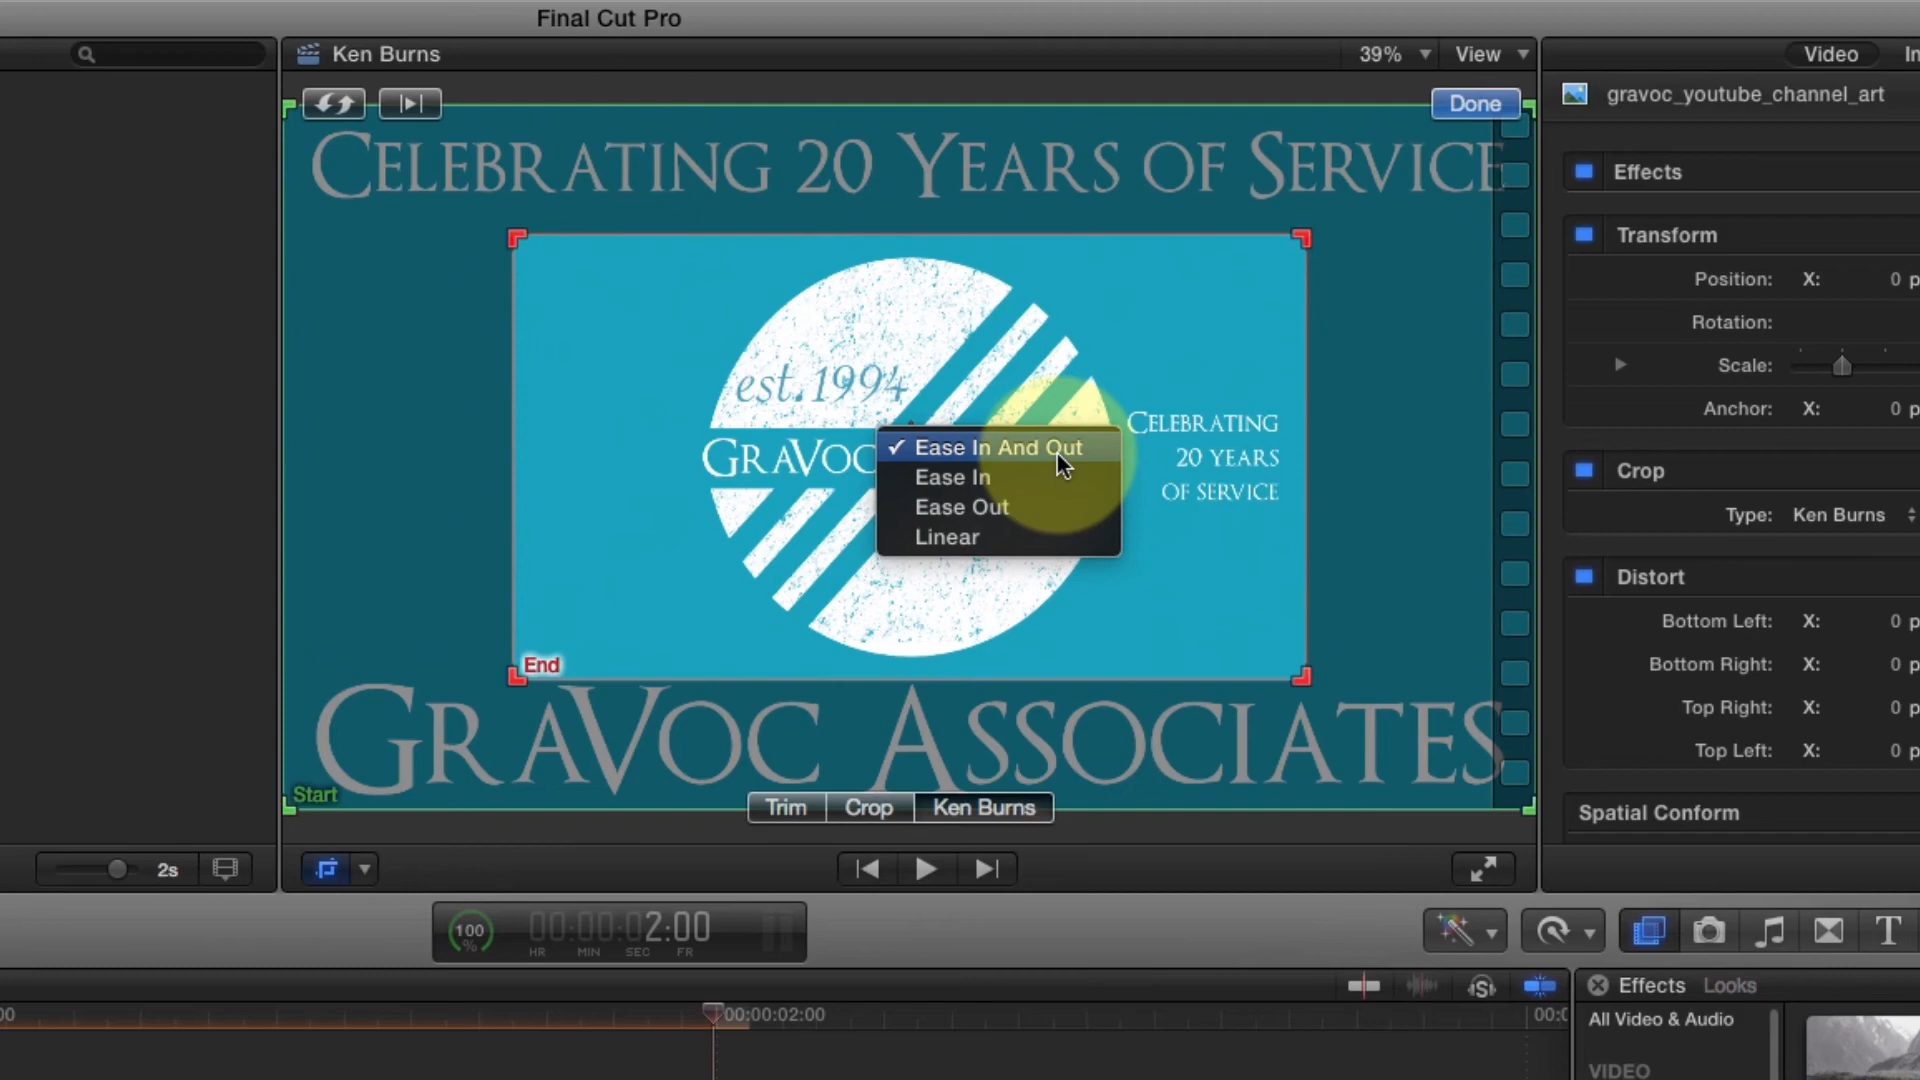 Final Cut Pro
Ken Burns
39%
View
Video
gravoc_youtube_channel_art
Done
CELEBRATING 20 YEARS OF SERVICE
Effects
Transform
Position: X: 0 p
Rotation:
Scale:
Anchor: X: 0 p
est.1994
GRAVOC
CELEBRATING
20 YEARS
OF SERVICE
✓ Ease In And Out
Ease In
Ease Out
Linear
Crop
Type: Ken Burns
Distort
Bottom Left: X: 0 p
Bottom Right: X: 0 p
Top Right: X: 0 p
Top Left: X: 0 p
End
GRAVOC ASSOCIATES
Start
Trim
Crop
Ken Burns
Spatial Conform
2s
100
%
00:00:02:00
HR MIN SEC FR
T
Effects
Looks
00:00:02:00
All Video & Audio
VIDEO